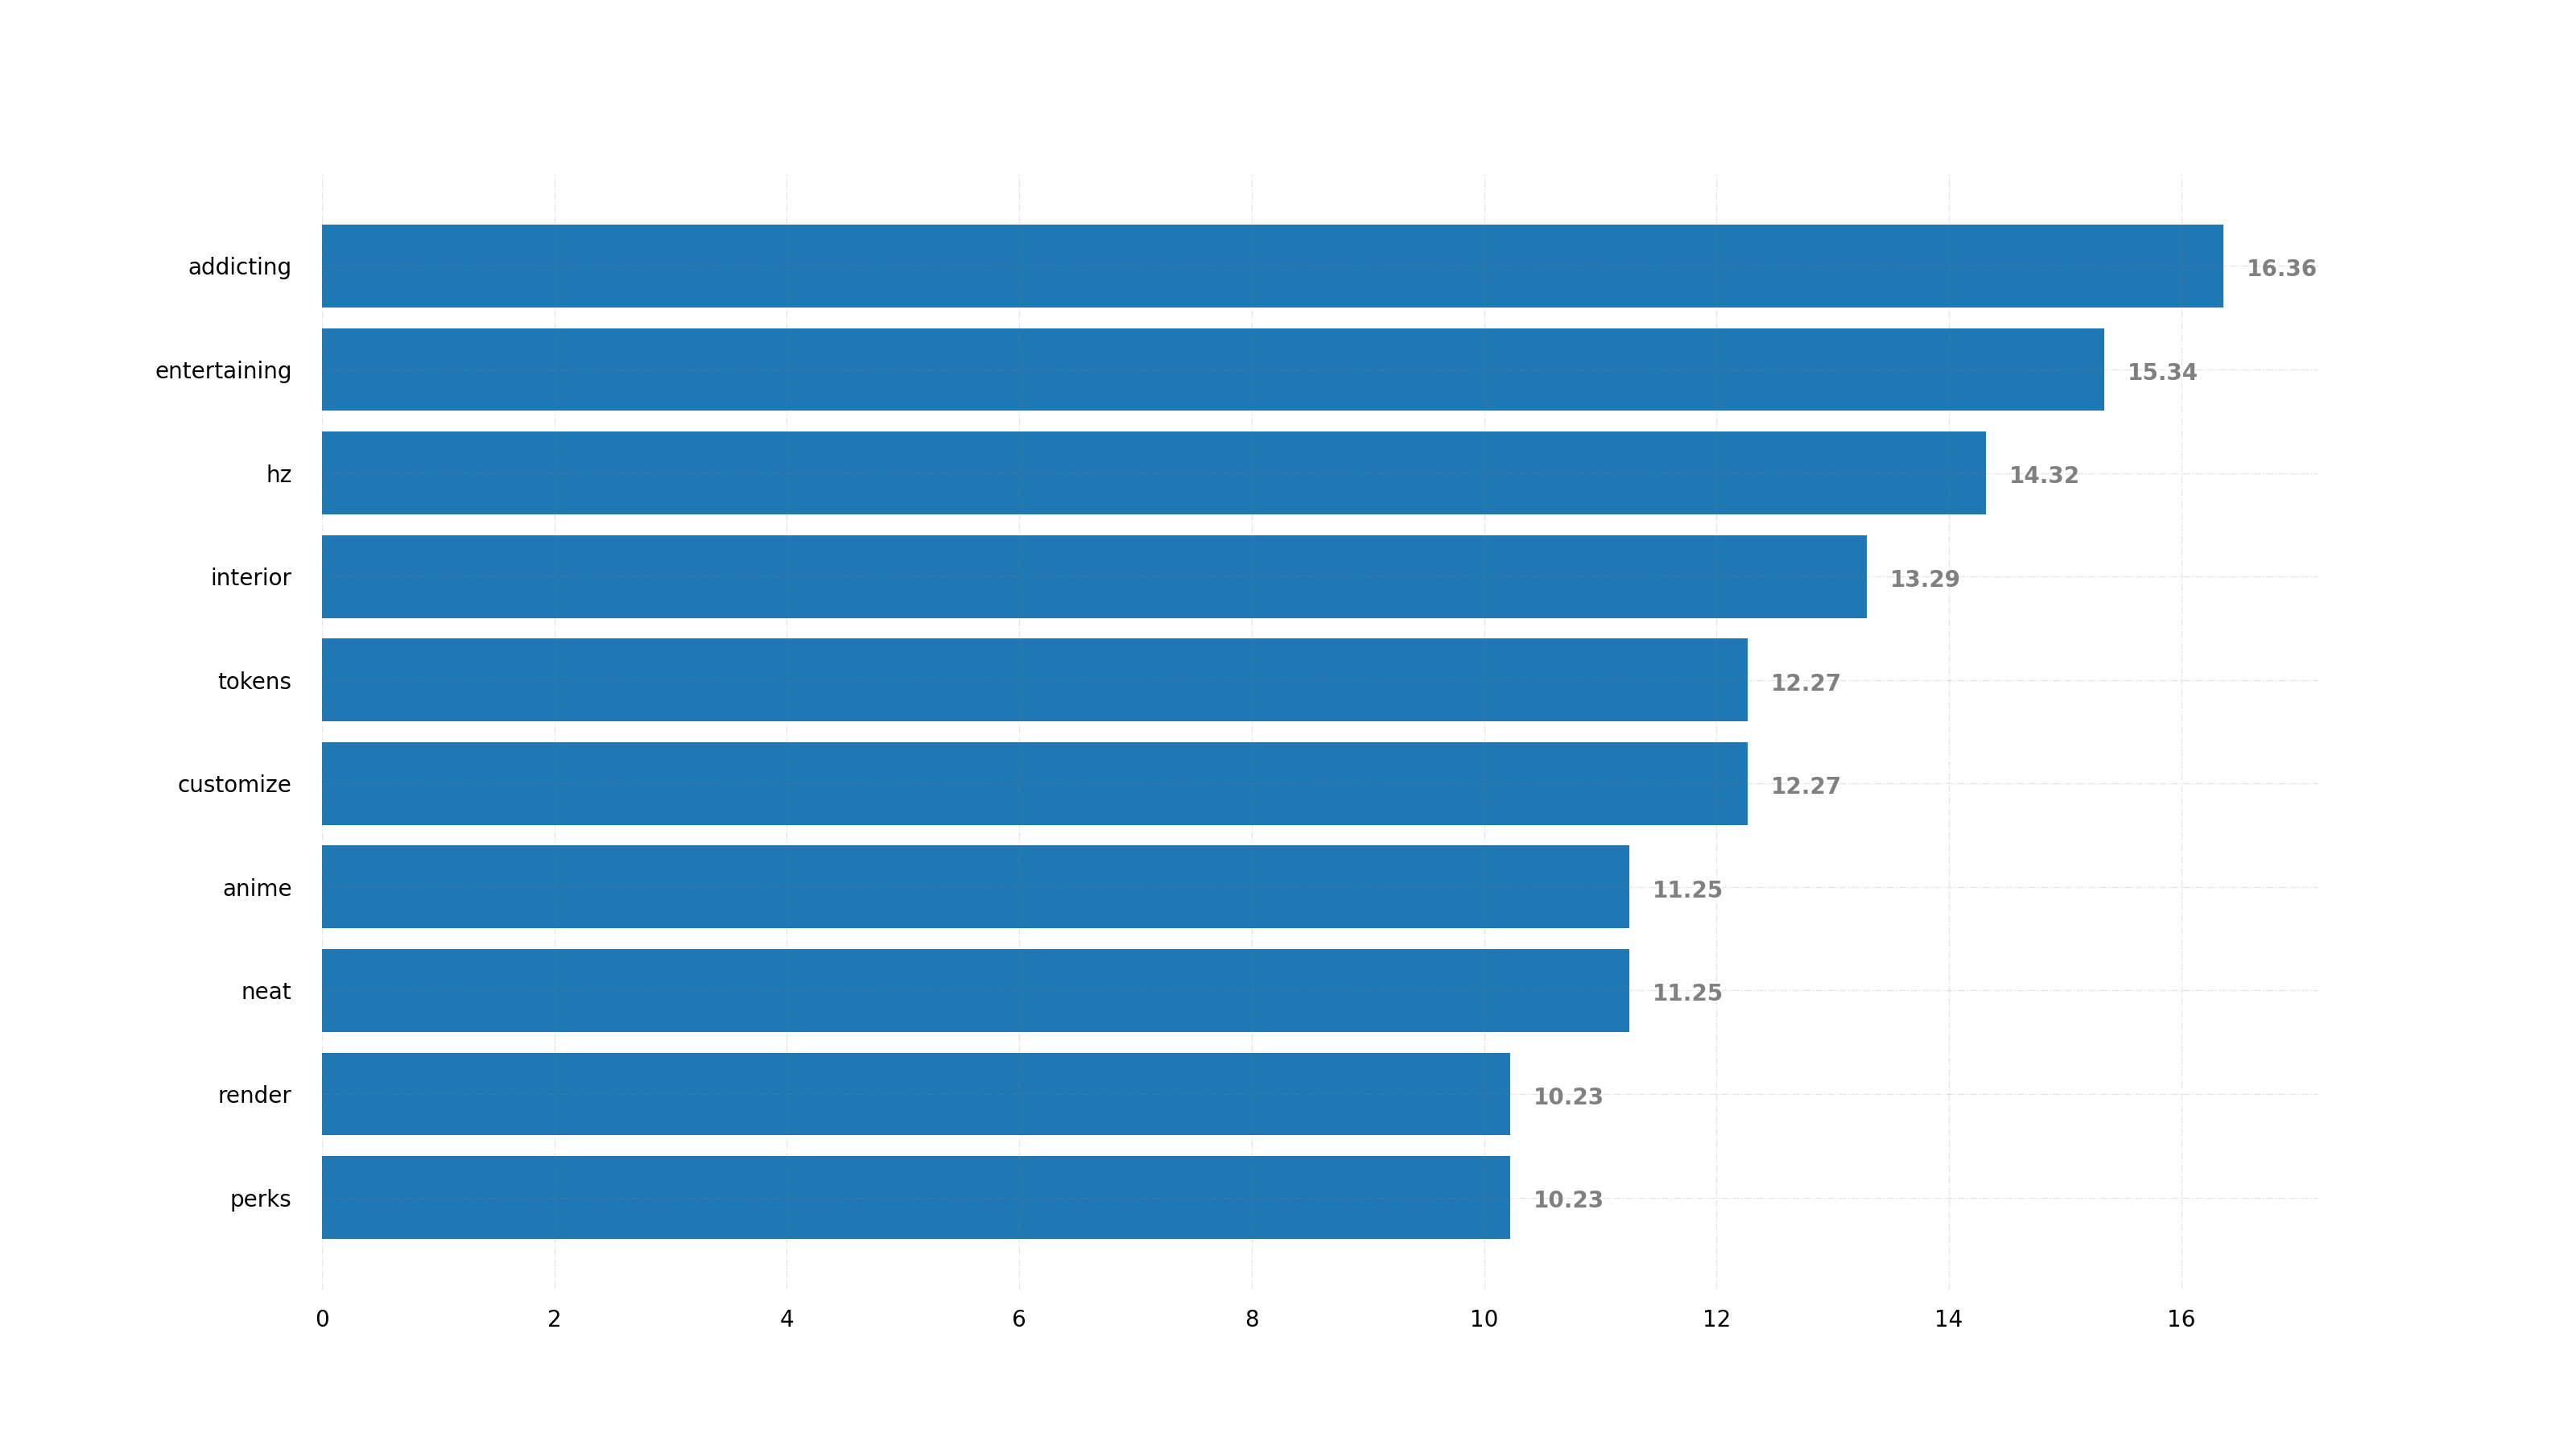 addicting 16.36
entertaining 15.34
hz 14.32
interior 13.29
tokens 12.27
customize 12.27
anime 11.25
neat 11.25
render 10.23
perks 10.23
0 2 4 6 8 10 12 14 16